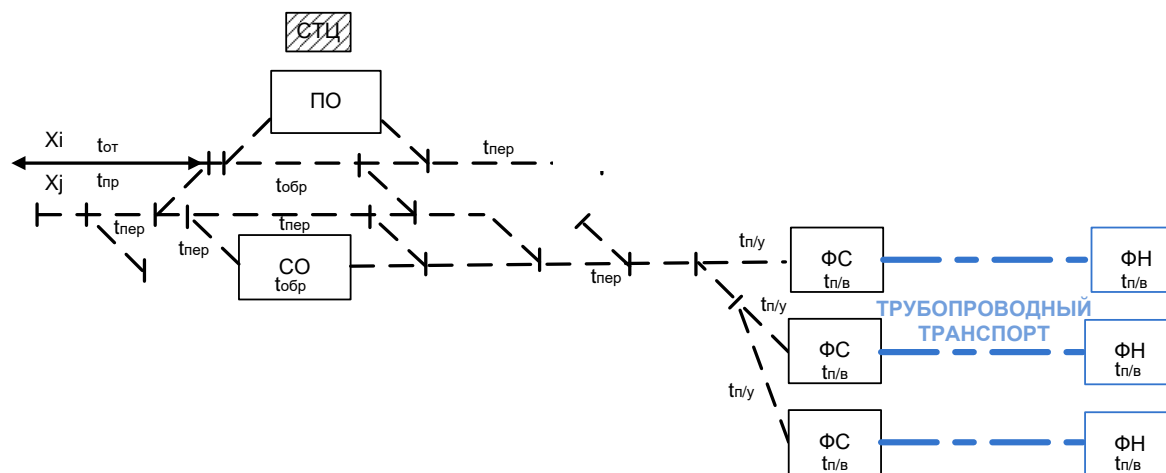 СТЦ
ПО
Xi
tот
tпер
Xj
tпр
tобр
tпер
tпер
tпер
СО
tобр
tпер
tп/у
ФС
tп/в
ФН
tп/в
tп/у
ТРУБОПРОВОДНЫЙ
ТРАНСПОРТ
ФС
tп/в
ФН
tп/в
tп/у
ФС
tп/в
ФН
tп/в